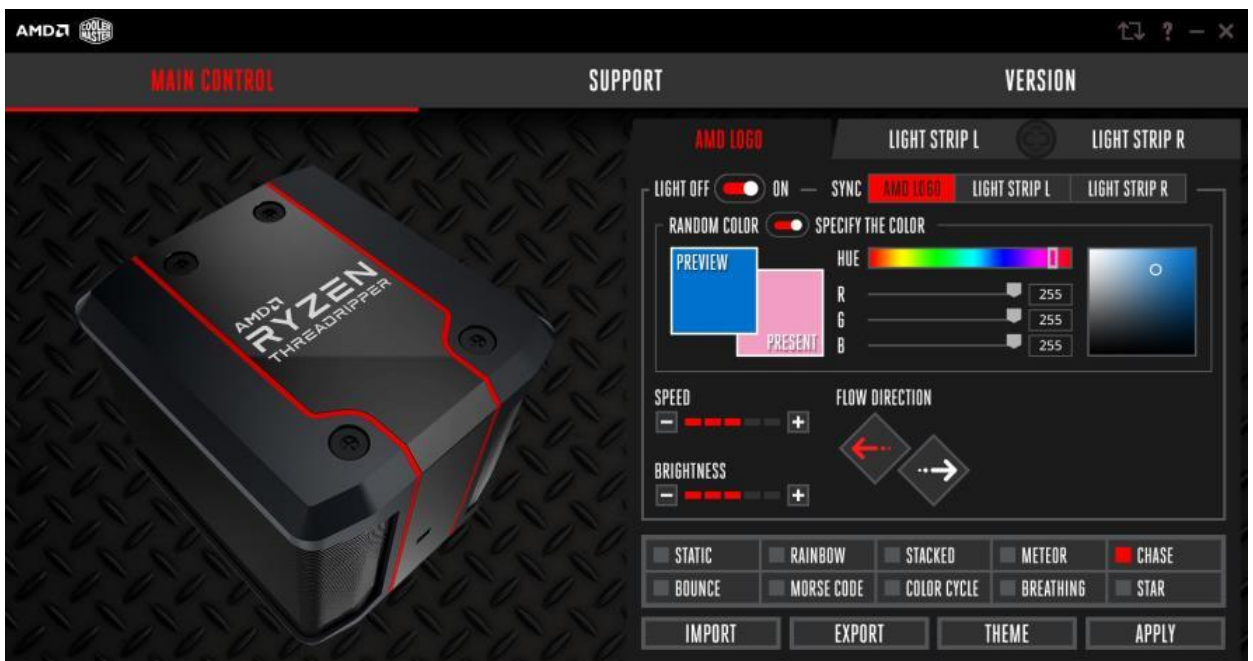 AMD COOLER MASTER ? – ×
MAIN CONTROL SUPPORT VERSION
AMD LOGO LIGHT STRIP L LIGHT STRIP R
LIGHT OFF ON SYNC AMD LOGO LIGHT STRIP L LIGHT STRIP R
RANDOM COLOR SPECIFY THE COLOR
PREVIEW
PRESENT
HUE
R 255
G 255
B 255
AMD
RYZEN
THREADRIPPER
SPEED
- +
FLOW DIRECTION
BRIGHTNESS
- +
STATIC RAINBOW STACKED METEOR CHASE
BOUNCE MORSE CODE COLOR CYCLE BREATHING STAR
IMPORT EXPORT THEME APPLY